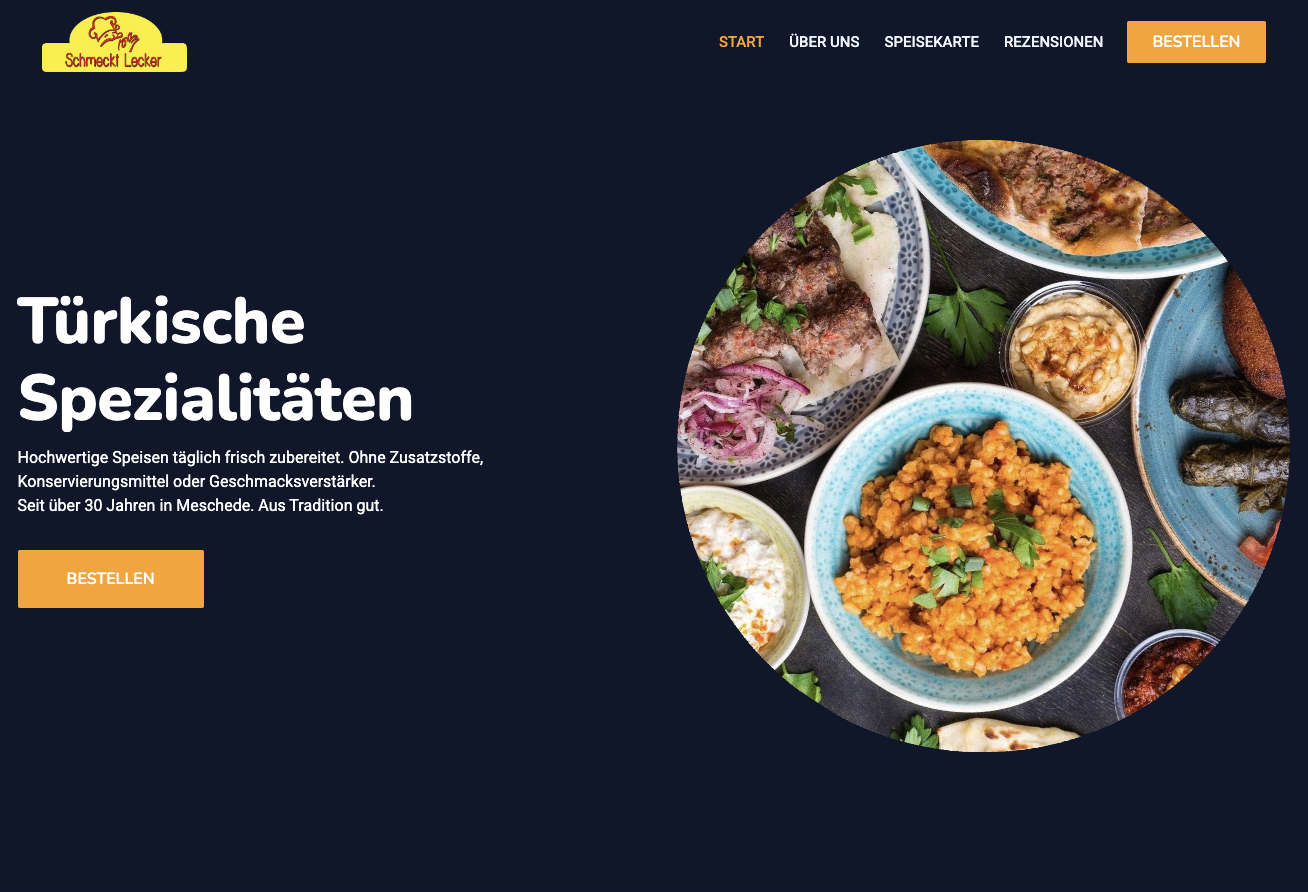 Schmeckt Lecker
START ÜBER UNS SPEISEKARTE REZENSIONEN BESTELLEN
Türkische
Spezialitäten
Hochwertige Speisen täglich frisch zubereitet. Ohne Zusatzstoffe,
Konservierungsmittel oder Geschmacksverstärker.
Seit über 30 Jahren in Meschede. Aus Tradition gut.
BESTELLEN